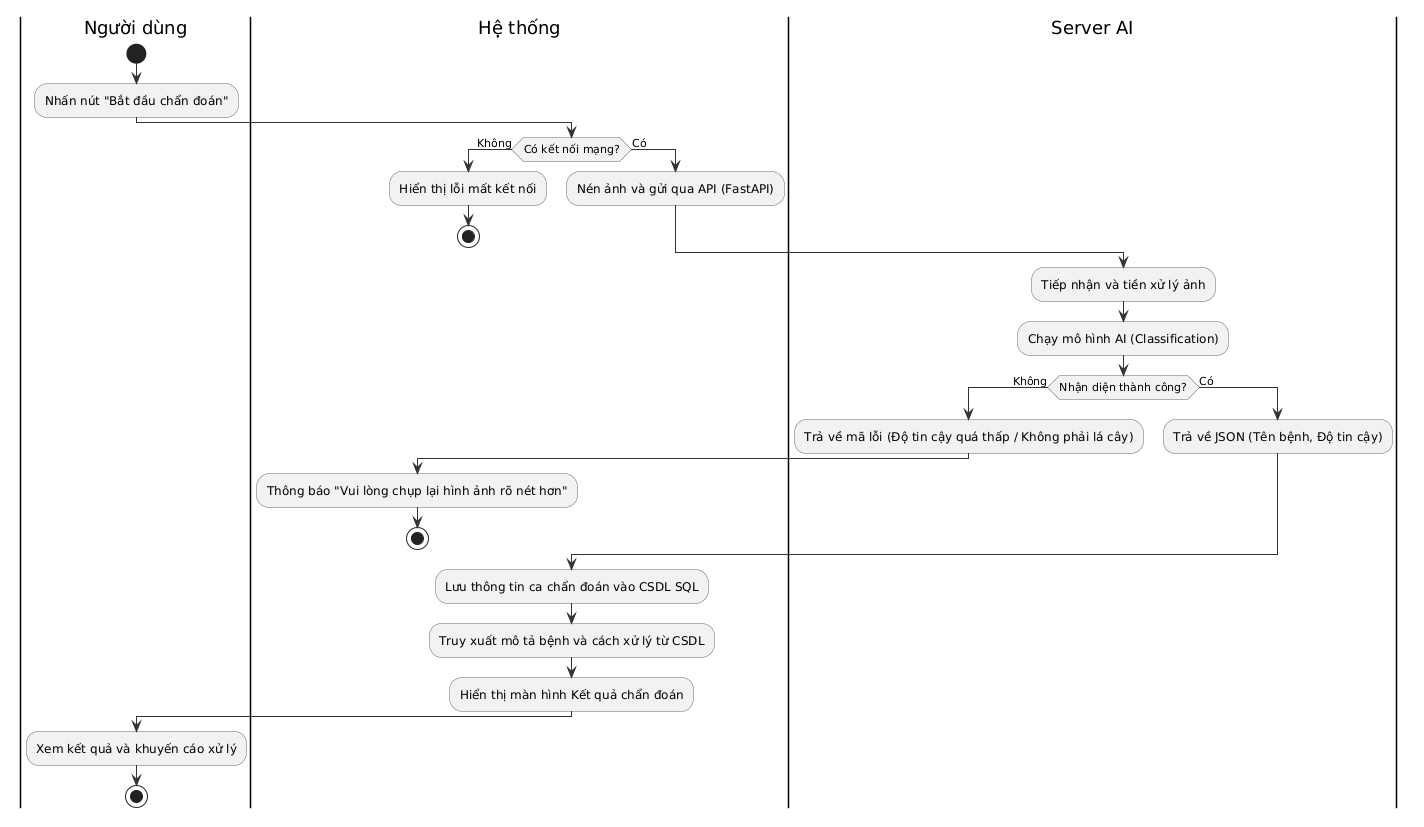 Người dùng
Hệ thống
Server AI
Nhấn nút "Bắt đầu chẩn đoán"
Có kết nối mạng?
Không
Có
Hiển thị lỗi mất kết nối
Nén ảnh và gửi qua API (FastAPI)
Tiếp nhận và tiền xử lý ảnh
Chạy mô hình AI (Classification)
Nhận diện thành công?
Không
Có
Trả về mã lỗi (Độ tin cậy quá thấp / Không phải lá cây)
Trả về JSON (Tên bệnh, Độ tin cậy)
Thông báo "Vui lòng chụp lại hình ảnh rõ nét hơn"
Lưu thông tin ca chẩn đoán vào CSDL SQL
Truy xuất mô tả bệnh và cách xử lý từ CSDL
Hiển thị màn hình Kết quả chẩn đoán
Xem kết quả và khuyến cáo xử lý